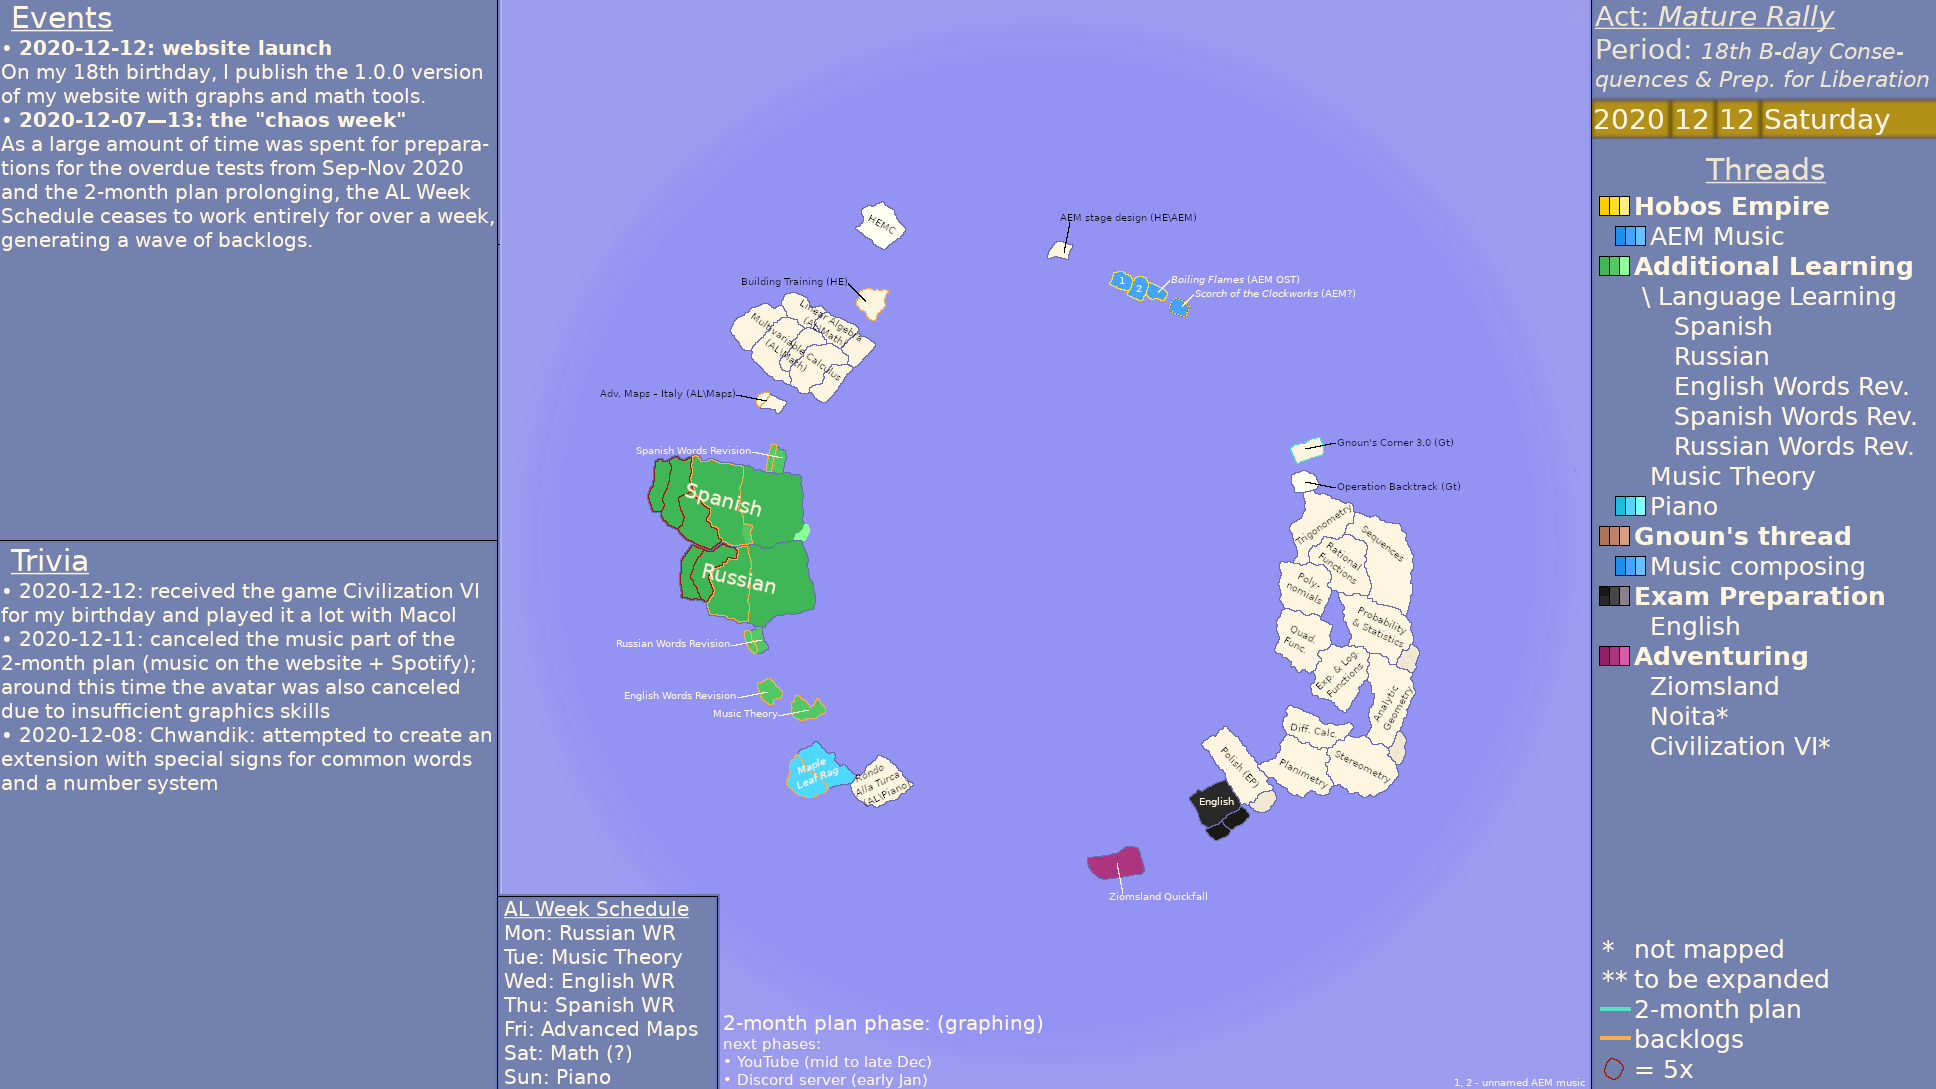 Events
• 2020-12-12: website launch
On my 18th birthday, I publish the 1.0.0 version
of my website with graphs and math tools.
• 2020-12-07—13: the "chaos week"
As a large amount of time was spent for prepara-
tions for the overdue tests from Sep-Nov 2020
and the 2-month plan prolonging, the AL Week
Schedule ceases to work entirely for over a week,
generating a wave of backlogs.
Trivia
• 2020-12-12: received the game Civilization VI
for my birthday and played it a lot with Macol
• 2020-12-11: canceled the music part of the
2-month plan (music on the website + Spotify);
around this time the avatar was also canceled
due to insufficient graphics skills
• 2020-12-08: Chwandik: attempted to create an
extension with special signs for common words
and a number system
HEMC
AEM stage design (HE\AEM)
Building Training (HE)
1
2
Boiling Flames (AEM OST)
Scorch of the Clockworks (AEM?)
Linear Algebra
(AL\Math)
Multivariable Calculus
(AL\Math)
Adv. Maps – Italy (AL\Maps)
Spanish Words Revision
Spanish
Russian
Russian Words Revision
English Words Revision
Music Theory
Maple
Leaf Rag
Rondo
Alla Turca
(AL\Piano)
Gnoun's Corner 3.0 (Gt)
Operation Backtrack (Gt)
Trigonometry
Sequences
Rational
Functions
Poly-
nomials
Probability
& Statistics
Quad.
Func.
Exp. & Log.
Functions
Analytic
Geometry
Diff. Calc.
Planimetry
Stereometry
Polish (EP)
English
Ziomsland Quickfall
AL Week Schedule
Mon: Russian WR
Tue: Music Theory
Wed: English WR
Thu: Spanish WR
Fri: Advanced Maps
Sat: Math (?)
Sun: Piano
2-month plan phase: (graphing)
next phases:
• YouTube (mid to late Dec)
• Discord server (early Jan)
1, 2 - unnamed AEM music
Act: Mature Rally
Period: 18th B-day Conse-
quences & Prep. for Liberation
2020 12 12 Saturday
Threads
Hobos Empire
AEM Music
Additional Learning
\ Language Learning
Spanish
Russian
English Words Rev.
Spanish Words Rev.
Russian Words Rev.
Music Theory
Piano
Gnoun's thread
Music composing
Exam Preparation
English
Adventuring
Ziomsland
Noita*
Civilization VI*
* not mapped
** to be expanded
2-month plan
backlogs
= 5x